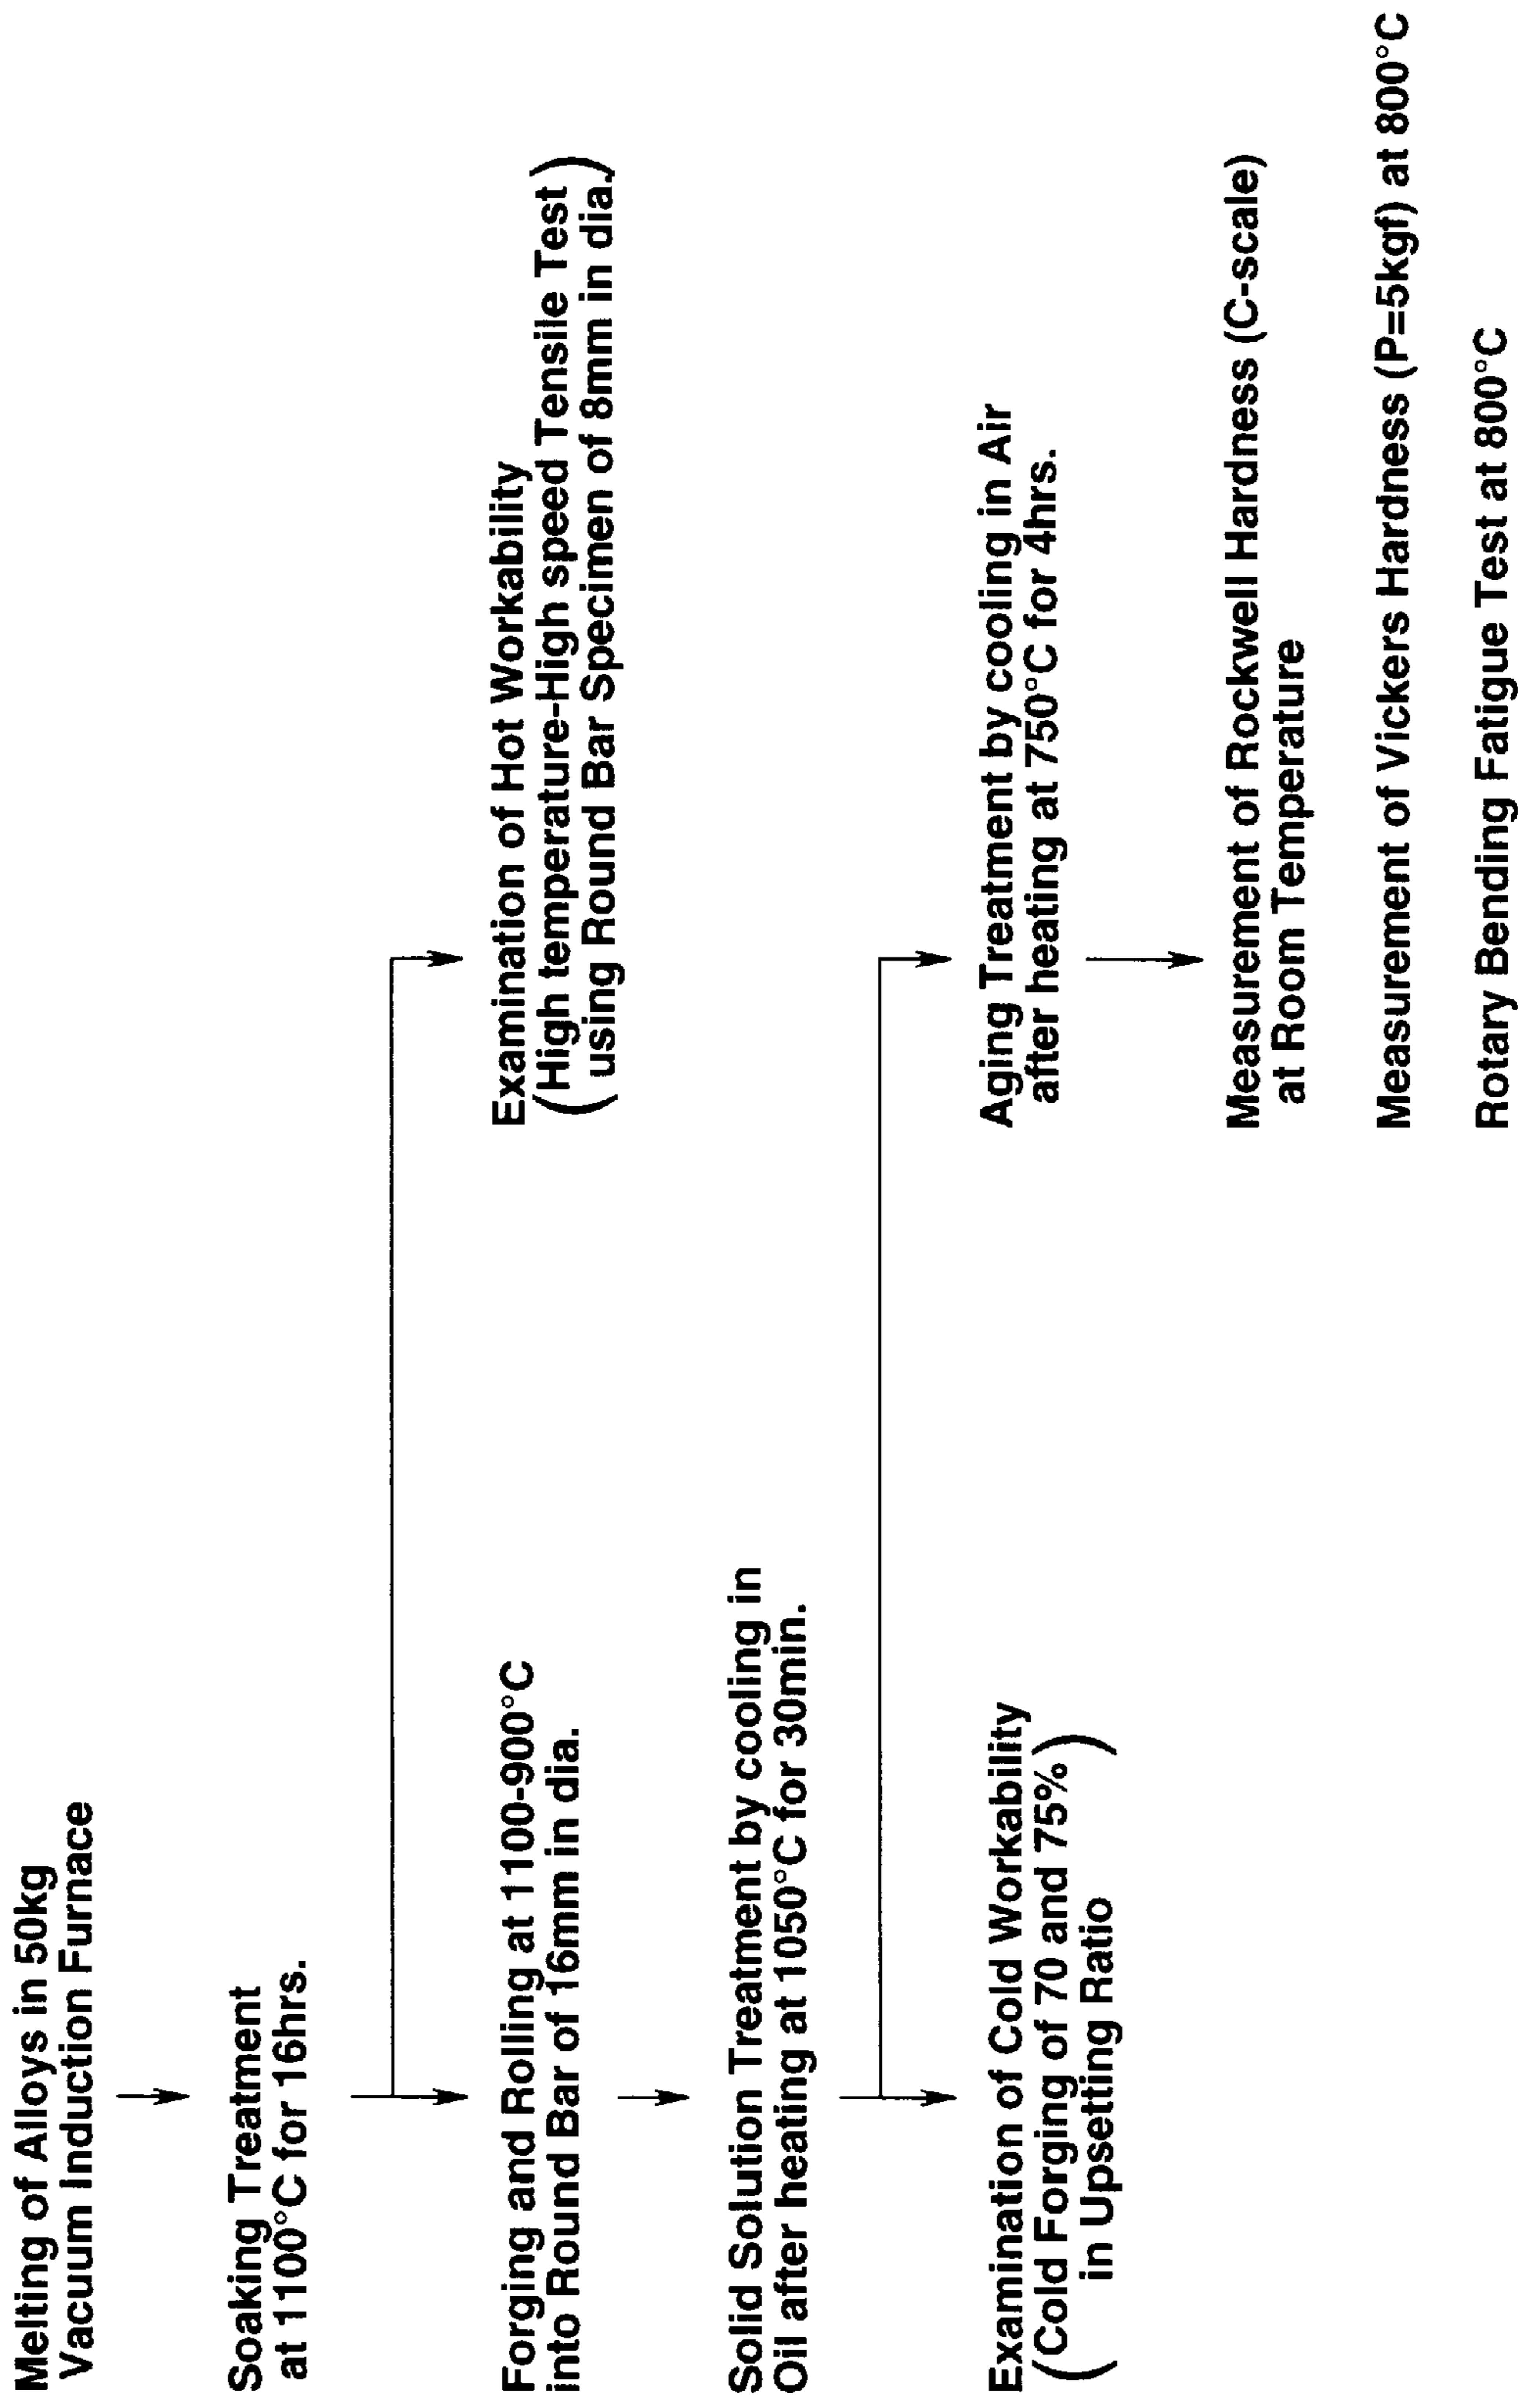 Melting of Alloys in 50kg
Vacuum Induction Furnace
Soaking Treatment
at 1100°C for 16hrs.
Examination of Hot Workability
(High temperature-High speed Tensile Test
using Round Bar Specimen of 8mm in dia.)
Forging and Rolling at 1100-900°C
into Round Bar of 16mm in dia.
Solid Solution Treatment by cooling in
Oil after heating at 1050°C for 30min.
Examination of Cold Workability
(Cold Forging of 70 and 75%
in Upsetting Ratio)
Aging Treatment by cooling in Air
after heating at 750°C for 4hrs.
Measurement of Rockwell Hardness (C-scale)
at Room Temperature
Measurement of Vickers Hardness (P=5kgf) at 800°C
Rotary Bending Fatigue Test at 800°C